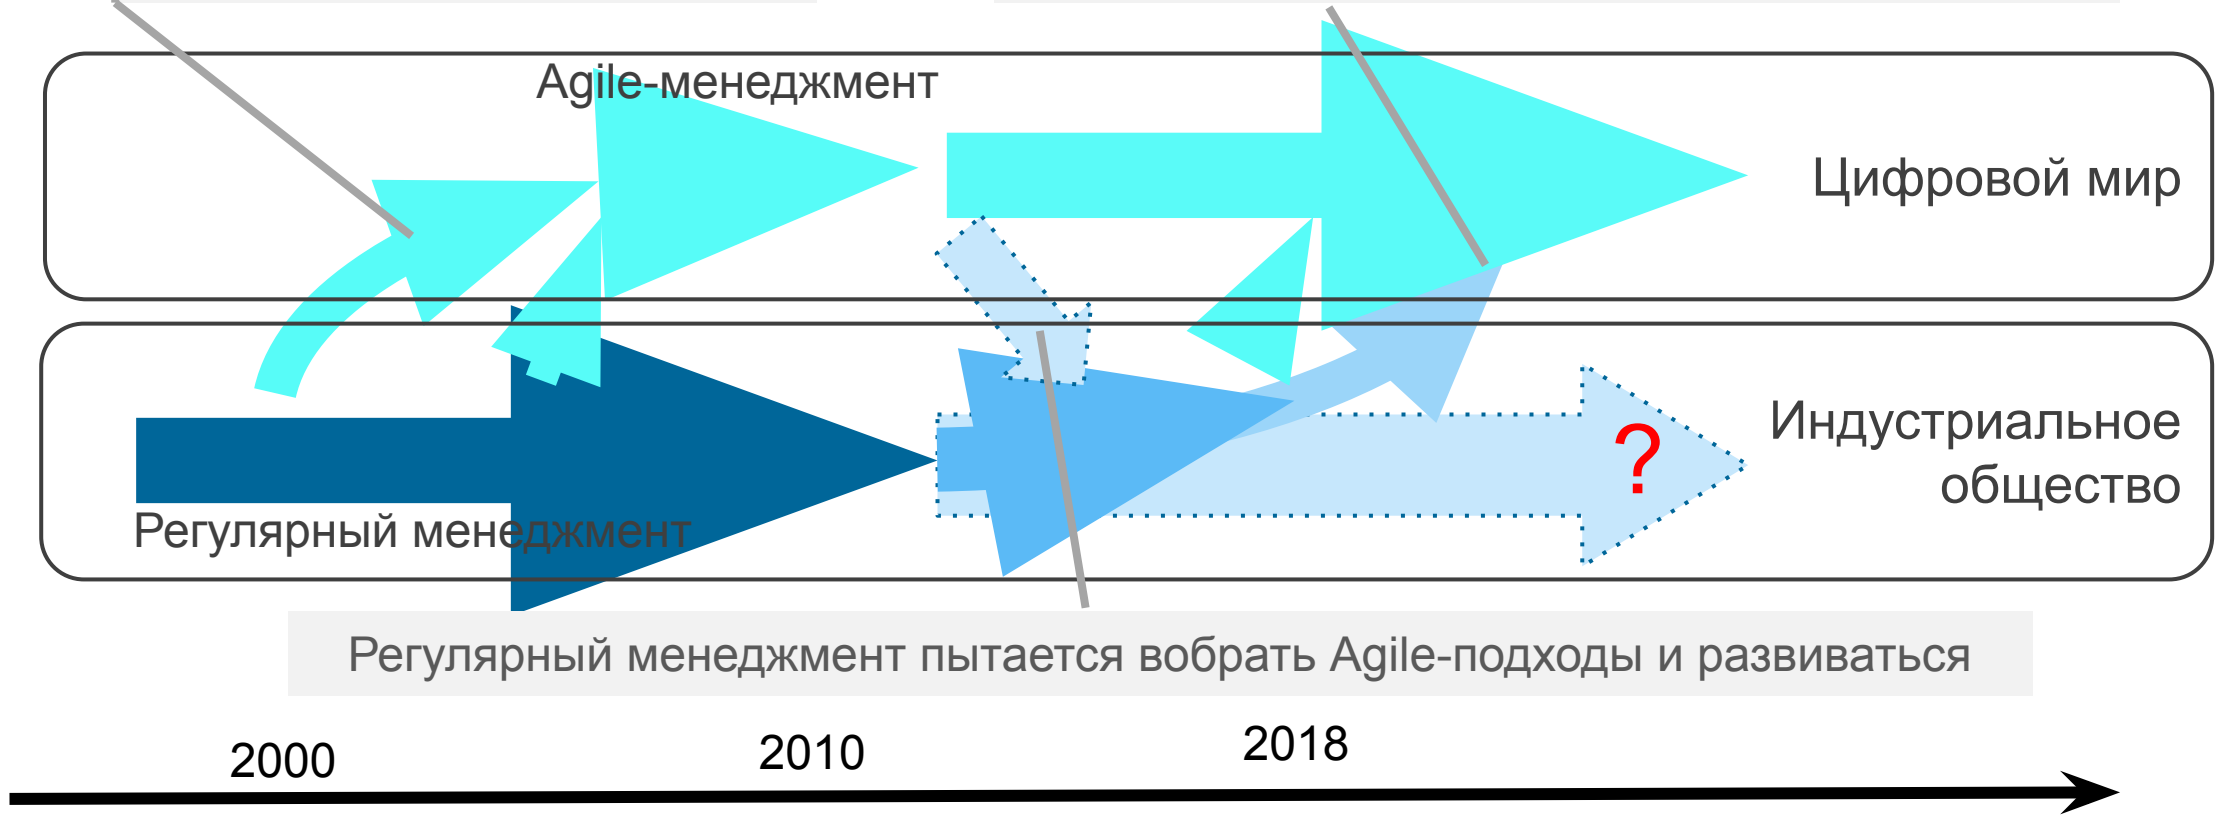 Agile-менеджмент
Цифровой мир
Индустриальное
общество
?
Регулярный менеджмент
Регулярный менеджмент пытается вобрать Agile-подходы и развиваться
2000
2010
2018